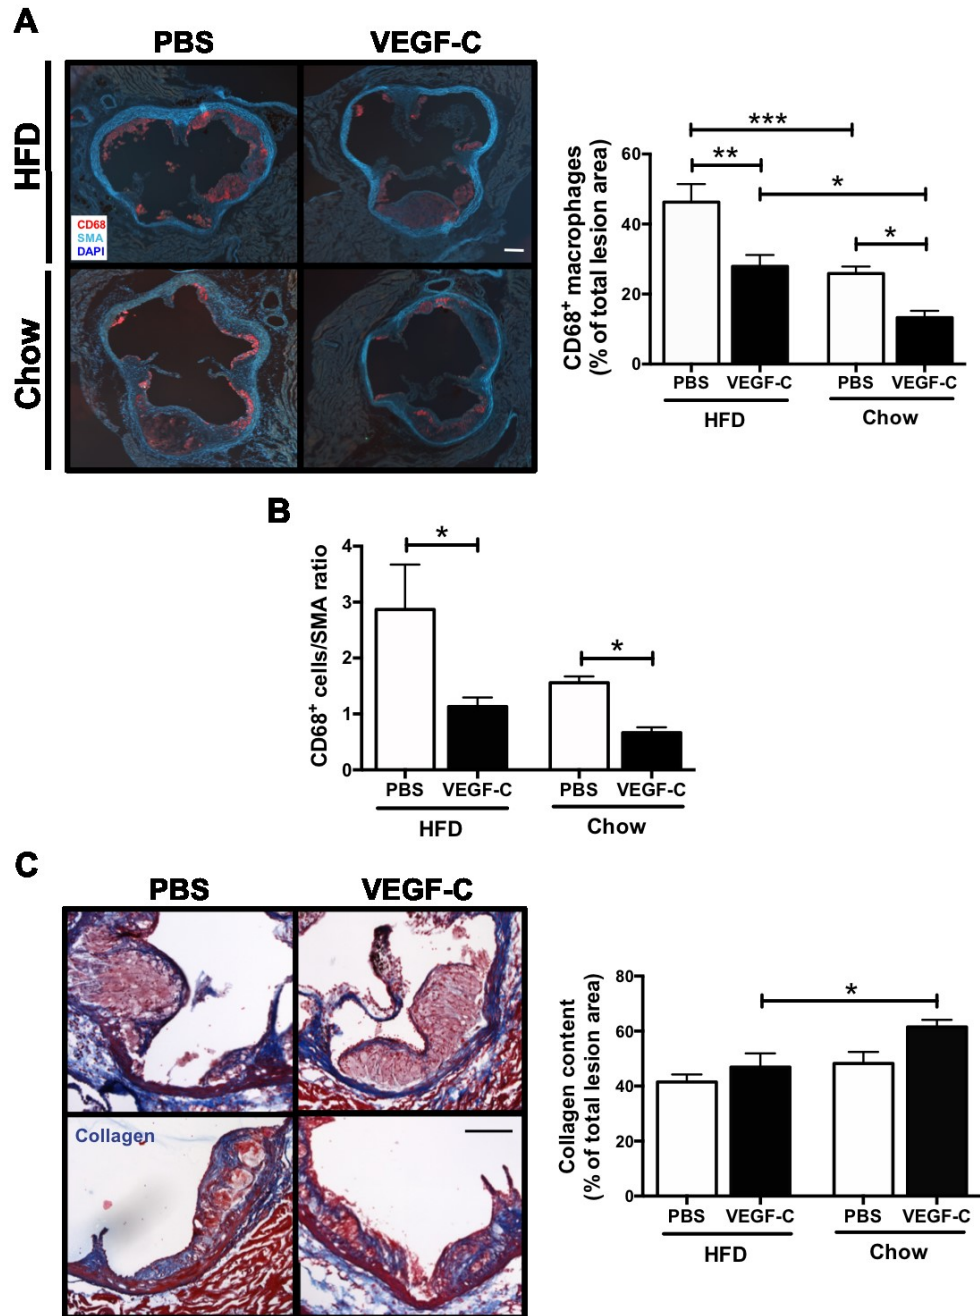 A
PBS
VEGF-C
HFD
CD68
SMA
DAPI
Chow
CD68⁺ macrophages
(% of total lesion area)
60
40
20
0
***
**
*
*
PBS
VEGF-C
PBS
VEGF-C
HFD
Chow
B
CD68⁺ cells/SMA ratio
4
3
2
1
0
*
*
PBS
VEGF-C
PBS
VEGF-C
HFD
Chow
C
PBS
VEGF-C
Collagen
Collagen content
(% of total lesion area)
80
60
40
20
0
*
PBS
VEGF-C
PBS
VEGF-C
HFD
Chow